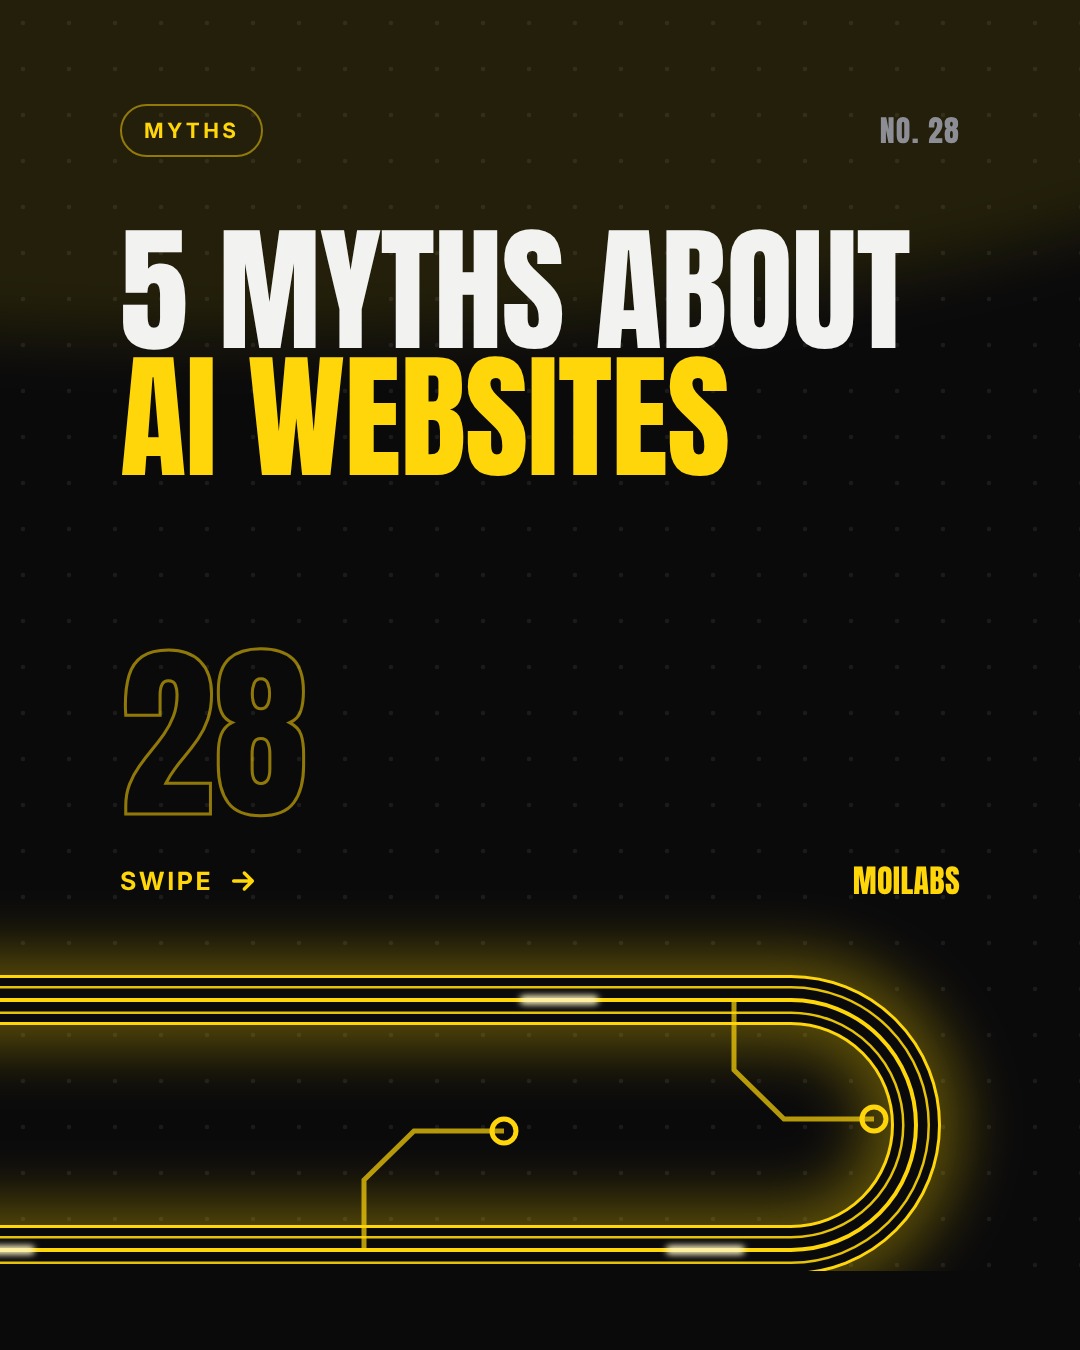 MYTHS
NO. 28
5 MYTHS ABOUT
AI WEBSITES
28
SWIPE →
MOILABS